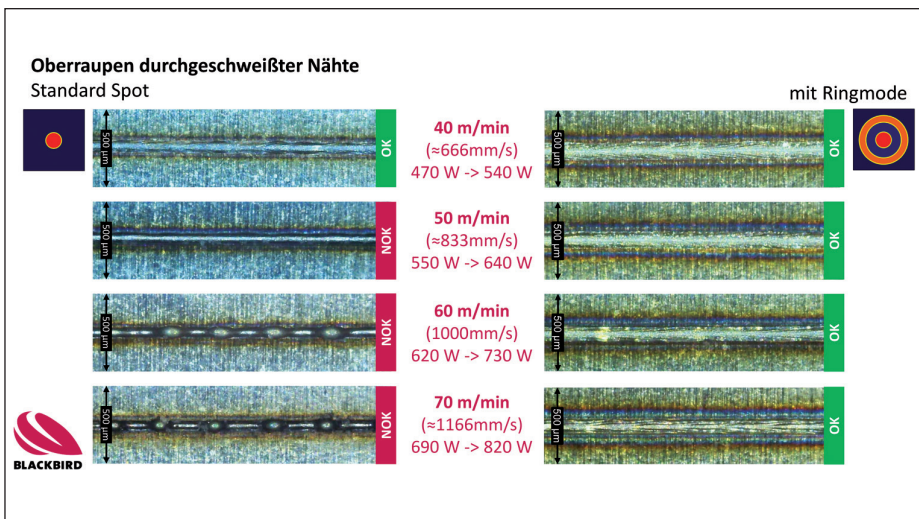 Oberraupen durchgeschweißter Nähte
Standard Spot
mit Ringmode
500 µm
OK
40 m/min
(≈666mm/s)
470 W -> 540 W
500 µm
OK
500 µm
NOK
50 m/min
(≈833mm/s)
550 W -> 640 W
500 µm
OK
500 µm
NOK
60 m/min
(1000mm/s)
620 W -> 730 W
500 µm
OK
500 µm
NOK
70 m/min
(≈1166mm/s)
690 W -> 820 W
500 µm
OK
BLACKBIRD